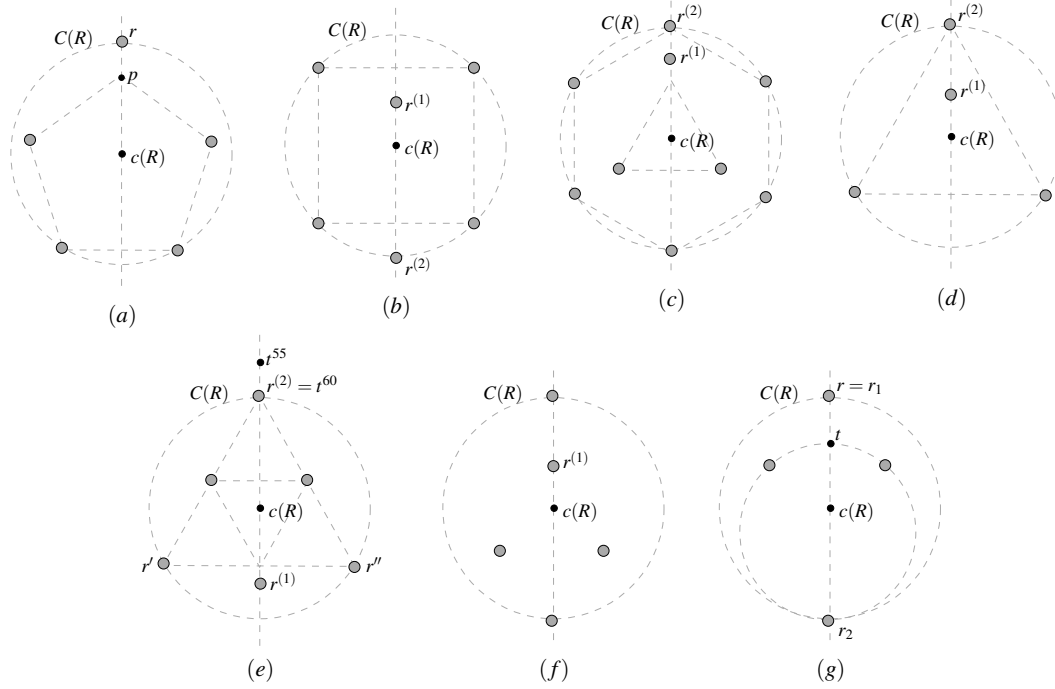 C(R) r
p
c(R)
(a)
C(R)
r⁽¹⁾
c(R)
r⁽²⁾
(b)
C(R) r⁽²⁾
r⁽¹⁾
c(R)
(c)
C(R) r⁽²⁾
r⁽¹⁾
c(R)
(d)
t⁵⁵
C(R) r⁽²⁾ = t⁶⁰
c(R)
r′ r⁽¹⁾ r″
(e)
C(R)
r⁽¹⁾
c(R)
(f)
C(R) r = r₁
t
c(R)
r₂
(g)